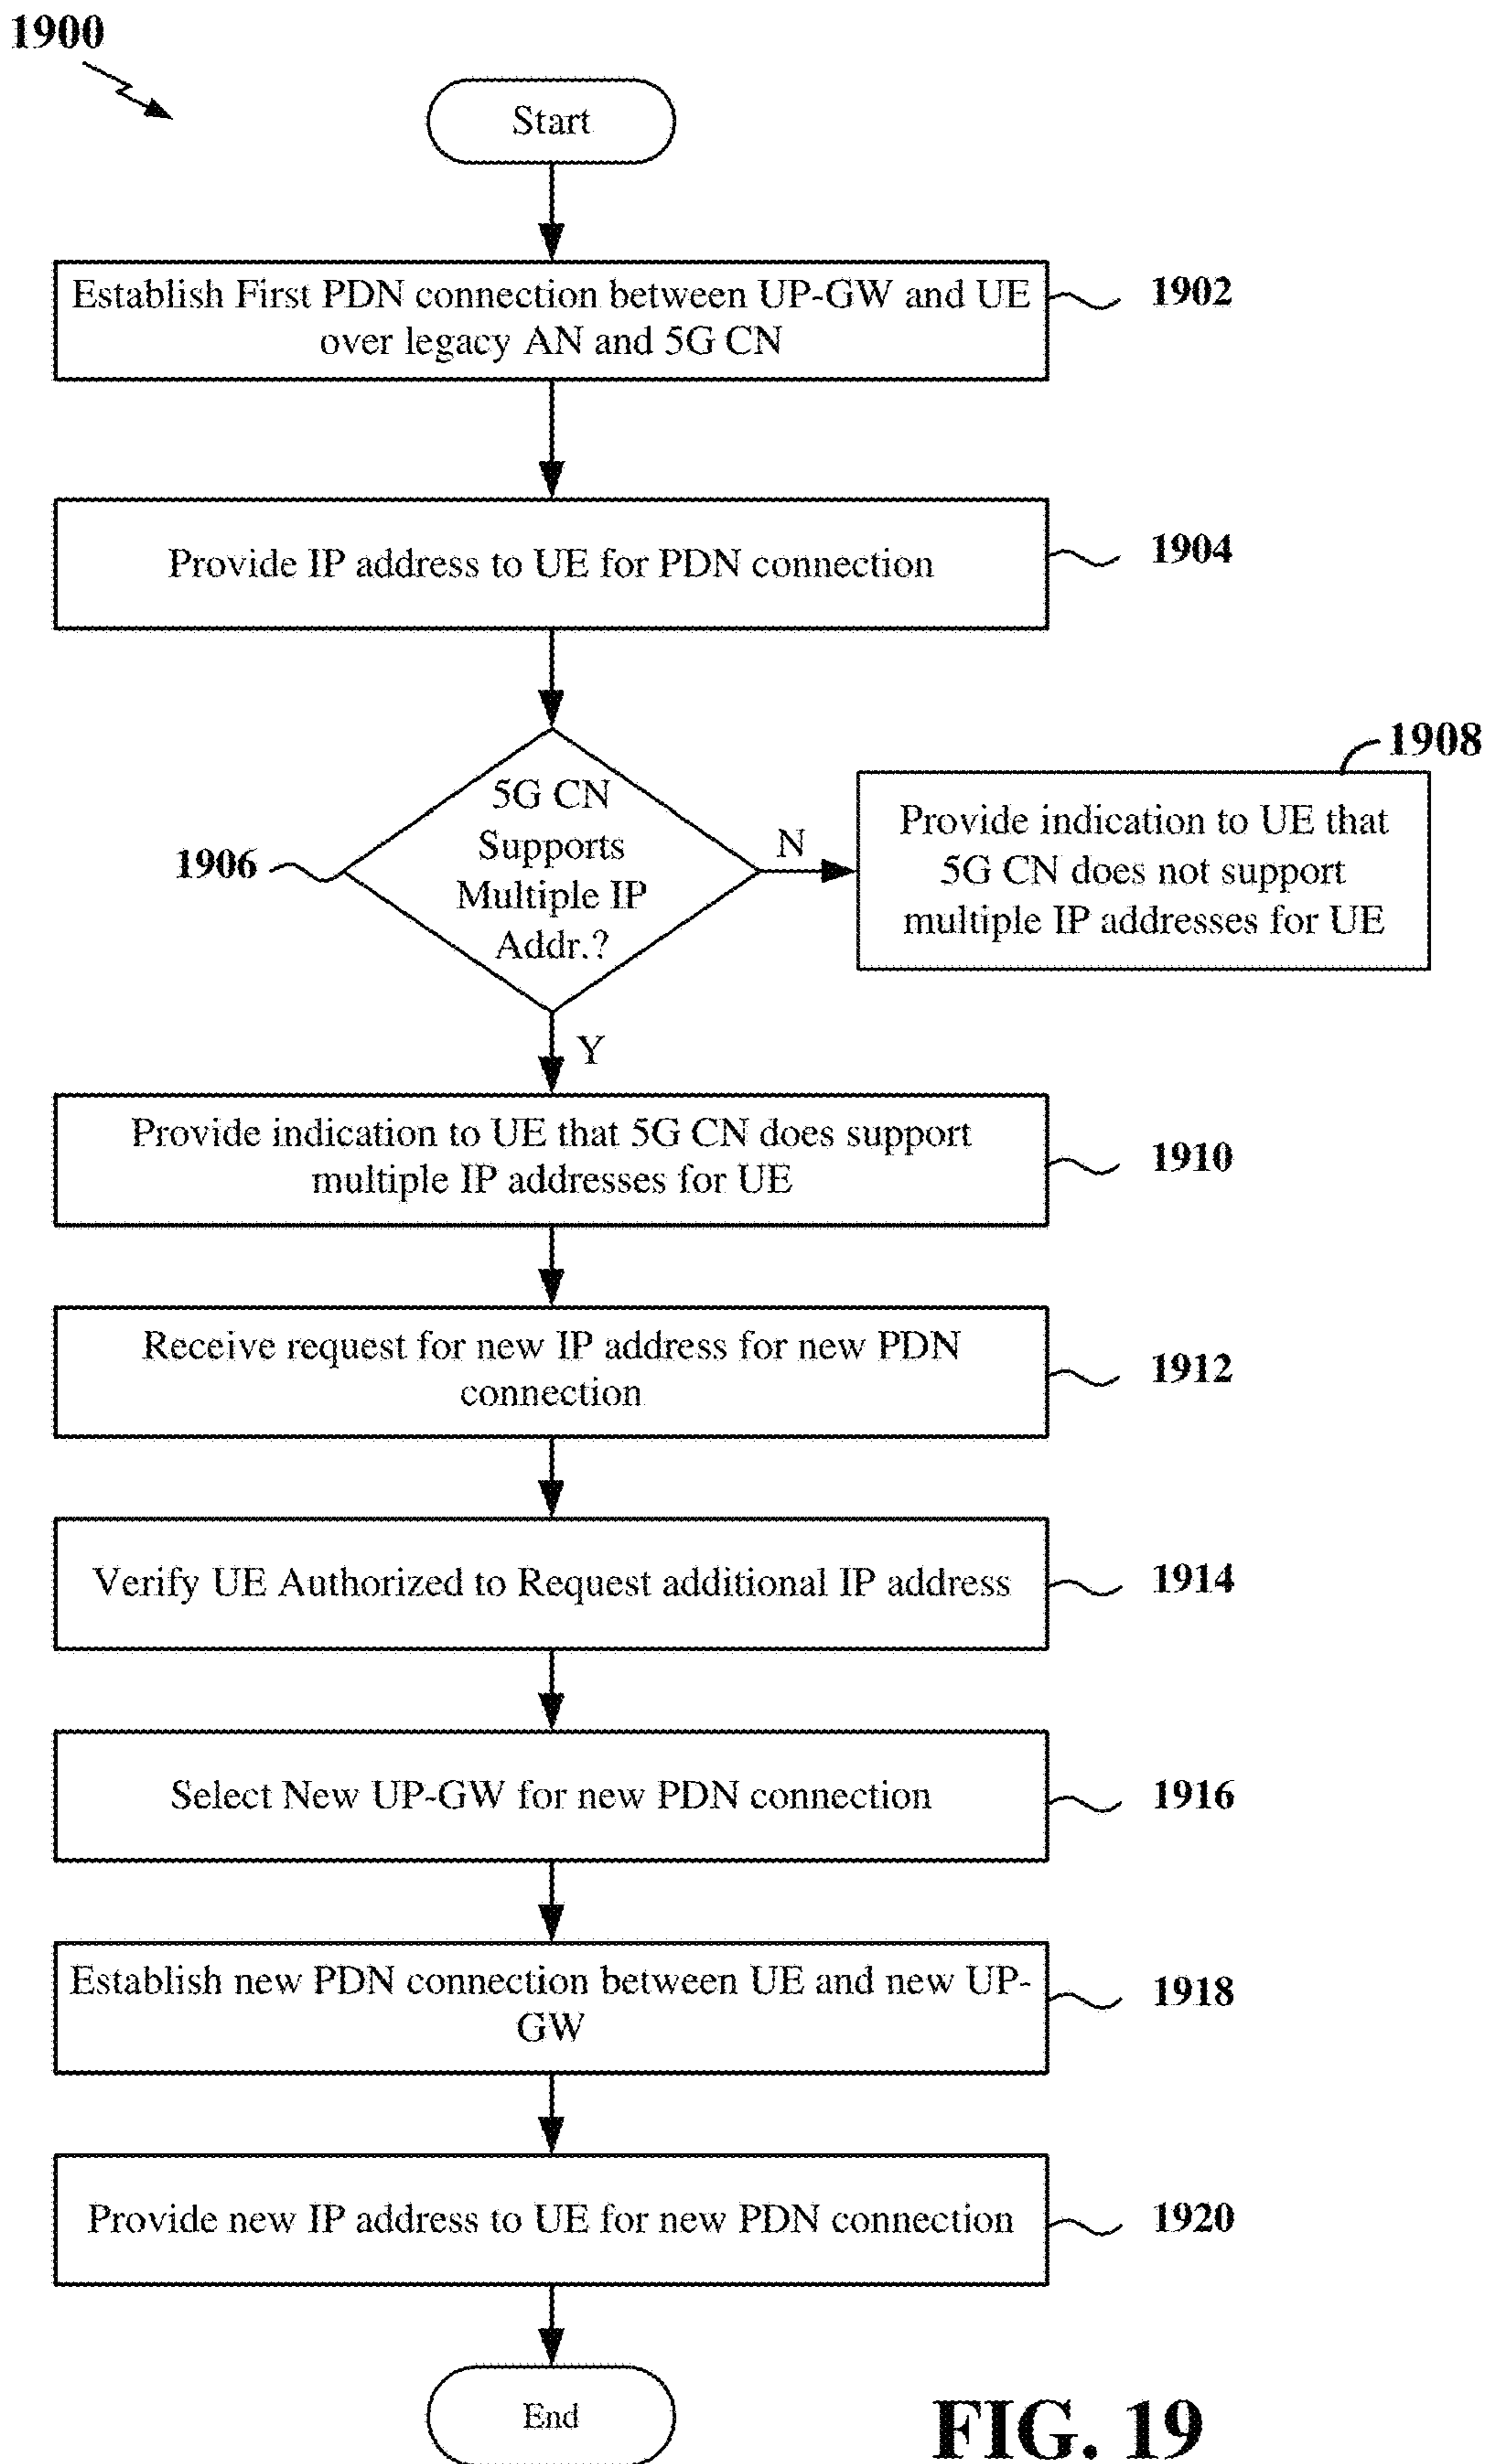 1900
Start
Establish First PDN connection between UP-GW and UE
over legacy AN and 5G CN
1902
Provide IP address to UE for PDN connection
1904
5G CN
Supports
Multiple IP
Addr.?
1906
N
1908
Provide indication to UE that
5G CN does not support
multiple IP addresses for UE
Y
Provide indication to UE that 5G CN does support
multiple IP addresses for UE
1910
Receive request for new IP address for new PDN
connection
1912
Verify UE Authorized to Request additional IP address
1914
Select New UP-GW for new PDN connection
1916
Establish new PDN connection between UE and new UP-
GW
1918
Provide new IP address to UE for new PDN connection
1920
End
FIG. 19